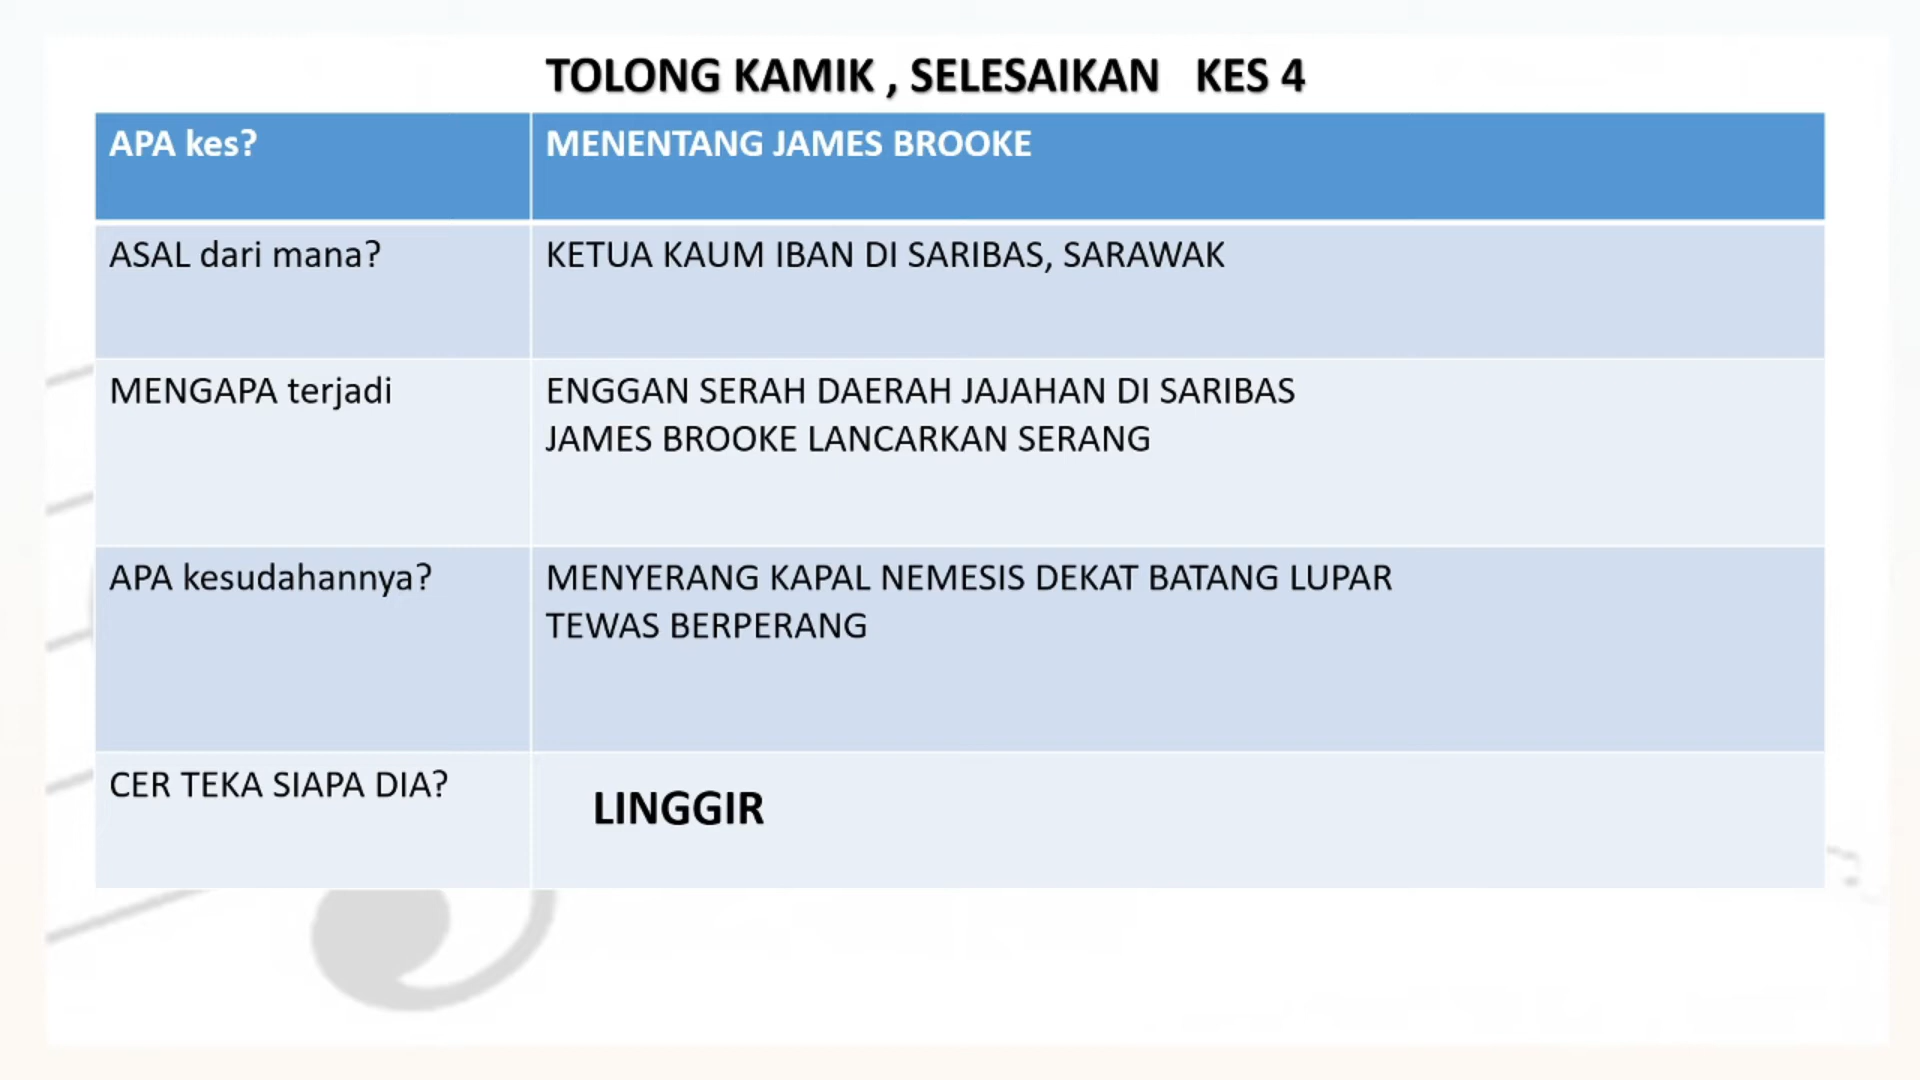 TOLONG KAMIK , SELESAIKAN KES 4
APA kes?
MENENTANG JAMES BROOKE
ASAL dari mana?
KETUA KAUM IBAN DI SARIBAS, SARAWAK
MENGAPA terjadi
ENGGAN SERAH DAERAH JAJAHAN DI SARIBAS
JAMES BROOKE LANCARKAN SERANG
APA kesudahannya?
MENYERANG KAPAL NEMESIS DEKAT BATANG LUPAR
TEWAS BERPERANG
CER TEKA SIAPA DIA?
LINGGIR